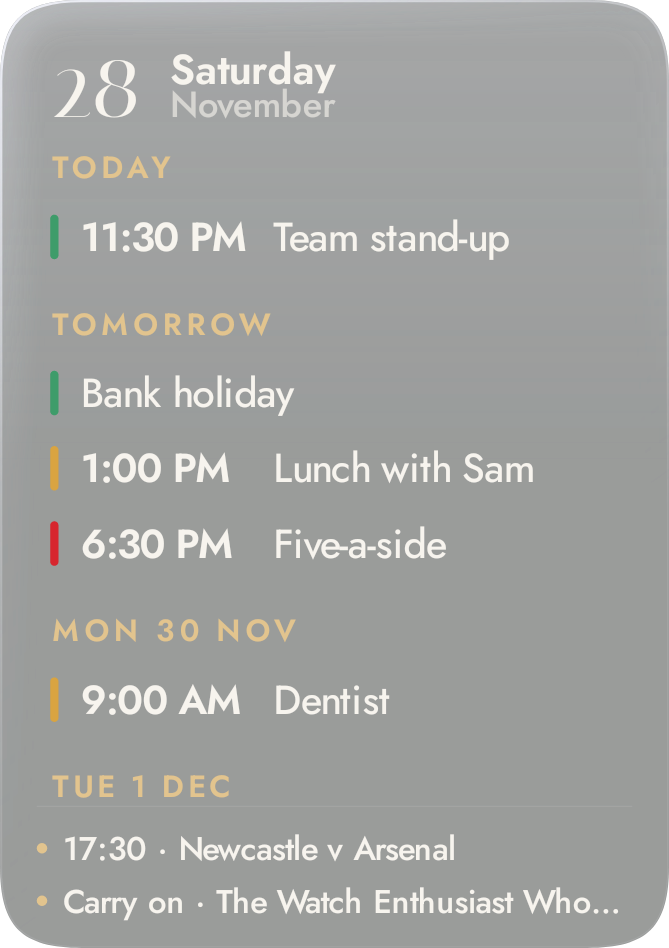 28 Saturday
November
TODAY
11:30 PM Team stand-up
TOMORROW
Bank holiday
1:00 PM Lunch with Sam
6:30 PM Five-a-side
MON 30 NOV
9:00 AM Dentist
TUE 1 DEC
• 17:30 · Newcastle v Arsenal
• Carry on · The Watch Enthusiast Who...